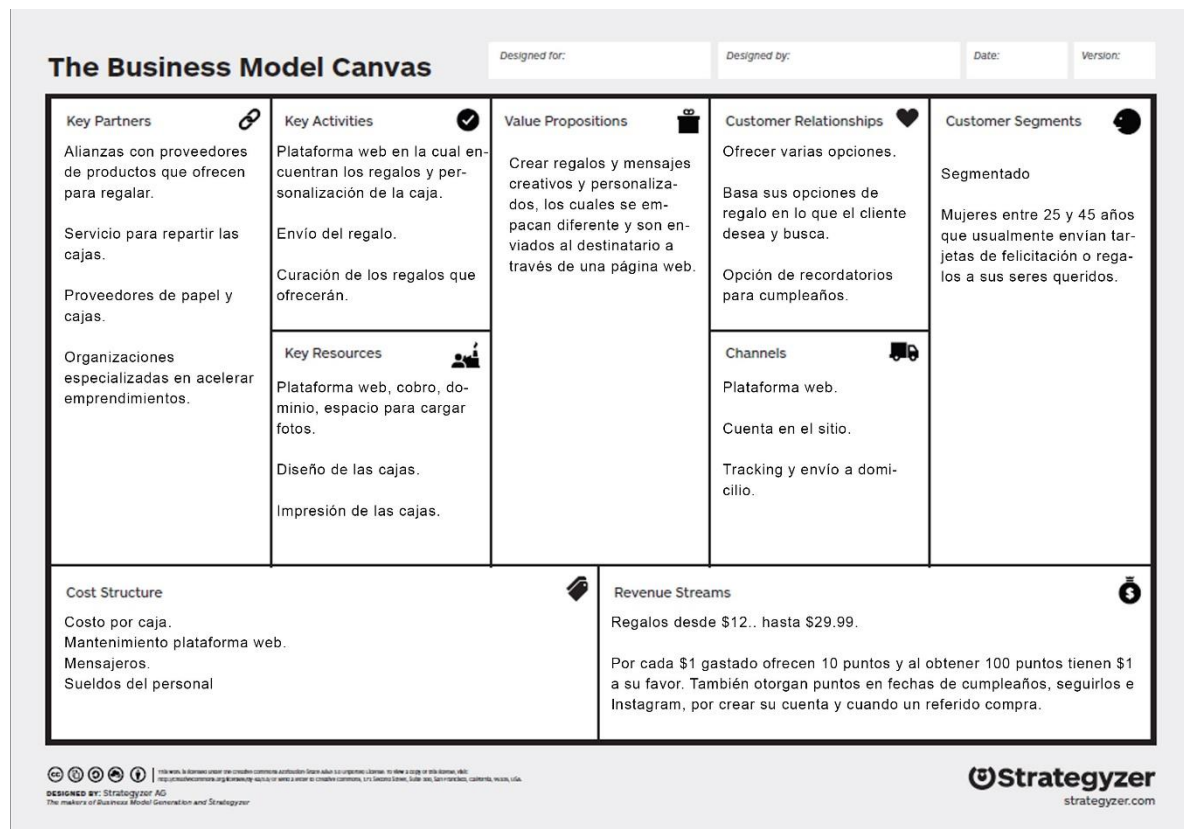 The Business Model Canvas
Designed for:
Designed by:
Date:
Version:
Key Partners
Alianzas con proveedores
de productos que ofrecen
para regalar.
Servicio para repartir las
cajas.
Proveedores de papel y
cajas.
Organizaciones
especializadas en acelerar
emprendimientos.
Key Activities
Plataforma web en la cual en-
cuentran los regalos y per-
sonalización de la caja.
Envío del regalo.
Curación de los regalos que
ofrecerán.
Key Resources
Plataforma web, cobro, do-
minio, espacio para cargar
fotos.
Diseño de las cajas.
Impresión de las cajas.
Value Propositions
Crear regalos y mensajes
creativos y personaliza-
dos, los cuales se em-
pacan diferente y son en-
viados al destinatario a
través de una página web.
Customer Relationships
Ofrecer varias opciones.
Basa sus opciones de
regalo en lo que el cliente
desea y busca.
Opción de recordatorios
para cumpleaños.
Channels
Plataforma web.
Cuenta en el sitio.
Tracking y envío a domi-
cilio.
Customer Segments
Segmentado
Mujeres entre 25 y 45 años
que usualmente envían tar-
jetas de felicitación o rega-
los a sus seres queridos.
Cost Structure
Costo por caja.
Mantenimiento plataforma web.
Mensajeros.
Sueldos del personal
Revenue Streams
Regalos desde $12.. hasta $29.99.
Por cada $1 gastado ofrecen 10 puntos y al obtener 100 puntos tienen $1
a su favor. También otorgan puntos en fechas de cumpleaños, seguirlos e
Instagram, por crear su cuenta y cuando un referido compra.
DESIGNED BY: Strategyzer AG
The makers of Business Model Generation and Strategyzer
Strategyzer
strategyzer.com